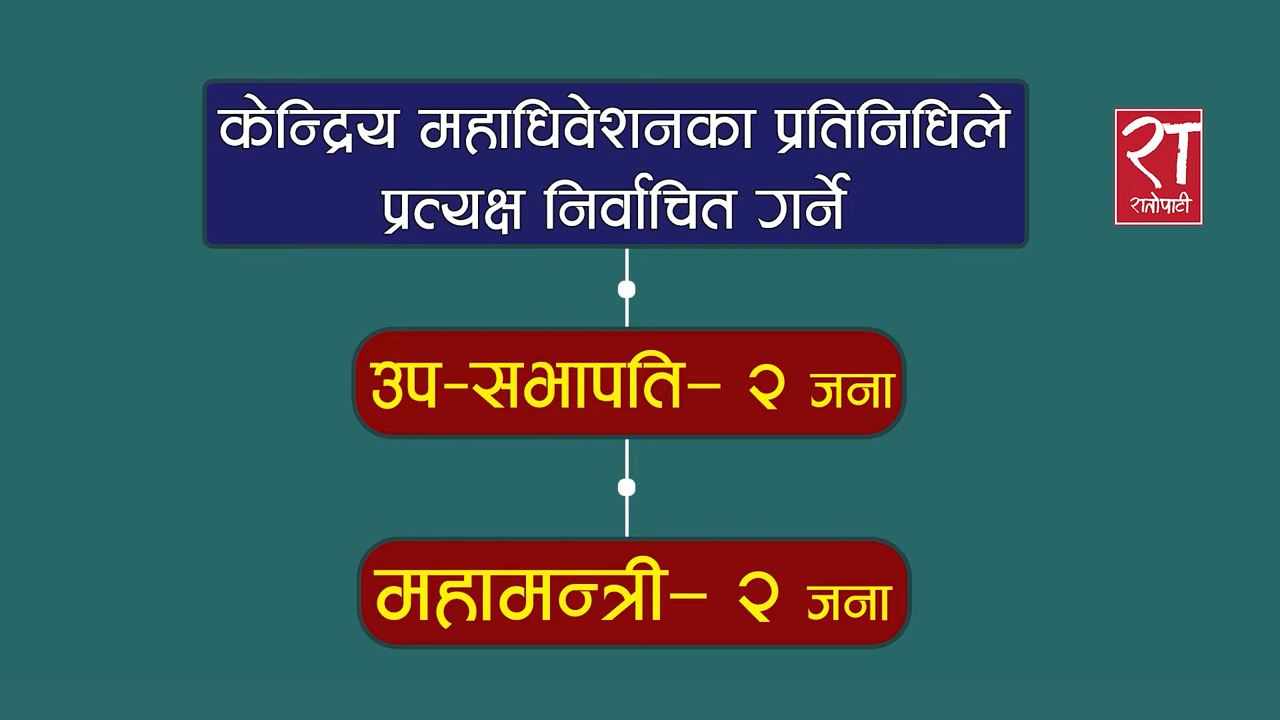 केन्द्रिय महाधिवेशनका प्रतिनिधिले
प्रत्यक्ष निर्वाचित गर्ने
रा
रातोपाटी
उप-सभापति– २ जना
महामन्त्री– २ जना